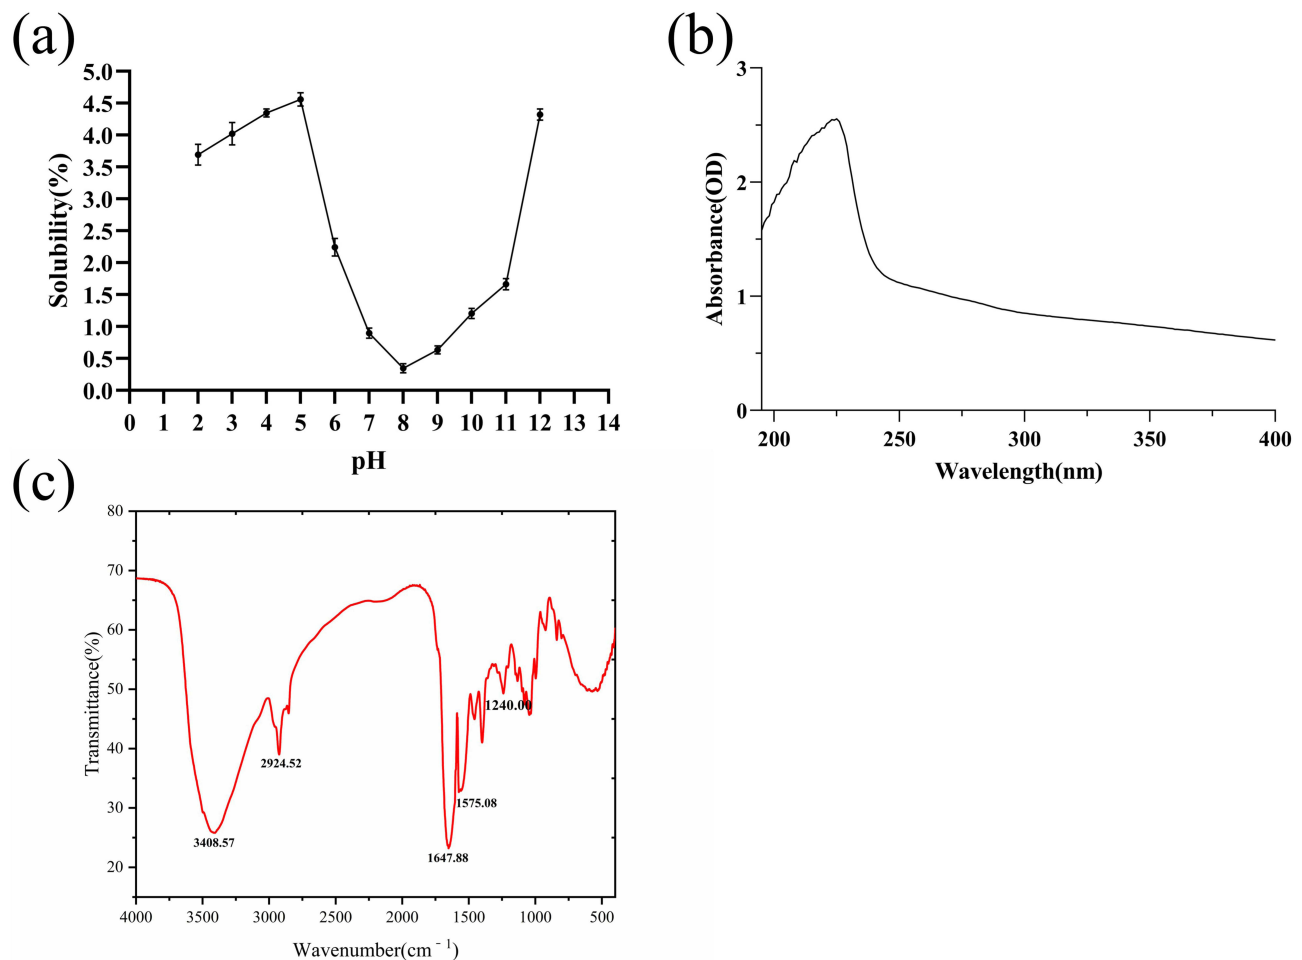 (a)
5.0
4.5
4.0
3.5
3.0
2.5
2.0
1.5
1.0
0.5
0.0
Solubility(%)
0 1 2 3 4 5 6 7 8 9 10 11 12 13 14
pH
(b)
3
2
1
0
Absorbance(OD)
200 250 300 350 400
Wavelength(nm)
(c)
80
70
60
50
40
30
20
Transmittance(%)
3408.57
2924.52
1647.88
1575.08
1240.00
4000 3500 3000 2500 2000 1500 1000 500
Wavenumber(cm⁻¹)